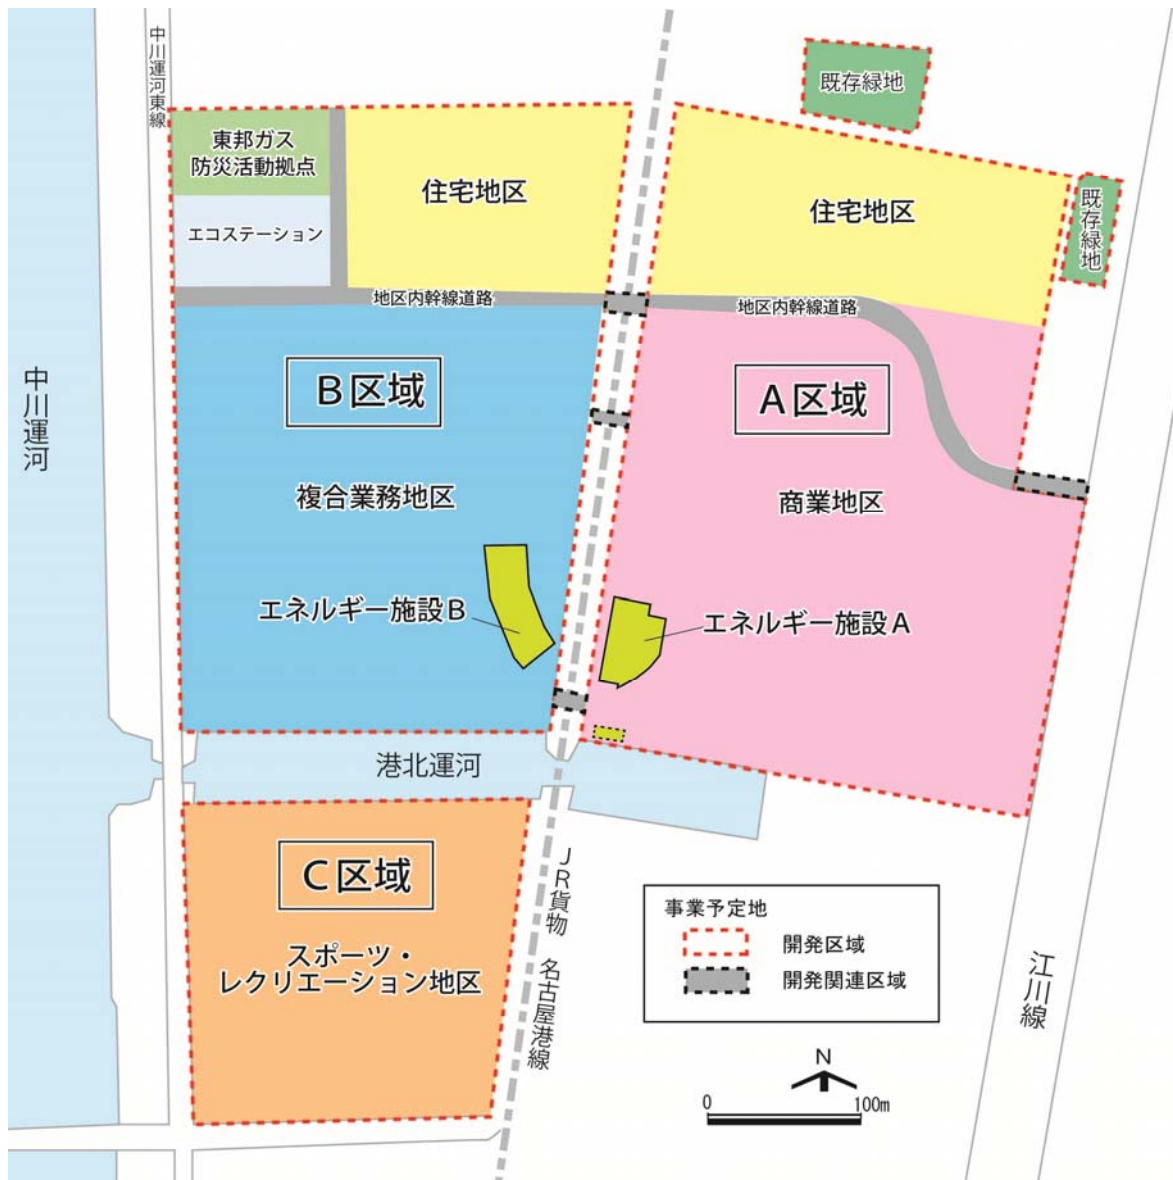 中川運河東線
既存緑地
東邦ガス
防災活動拠点
住宅地区
住宅地区
既存緑地
エコステーション
地区内幹線道路
地区内幹線道路
中川運河
B区域
A区域
複合業務地区
商業地区
エネルギー施設B
エネルギー施設A
港北運河
C区域
スポーツ・
レクリエーション地区
JR貨物 名古屋港線
事業予定地
開発区域
開発関連区域
江川線
N
0
100m